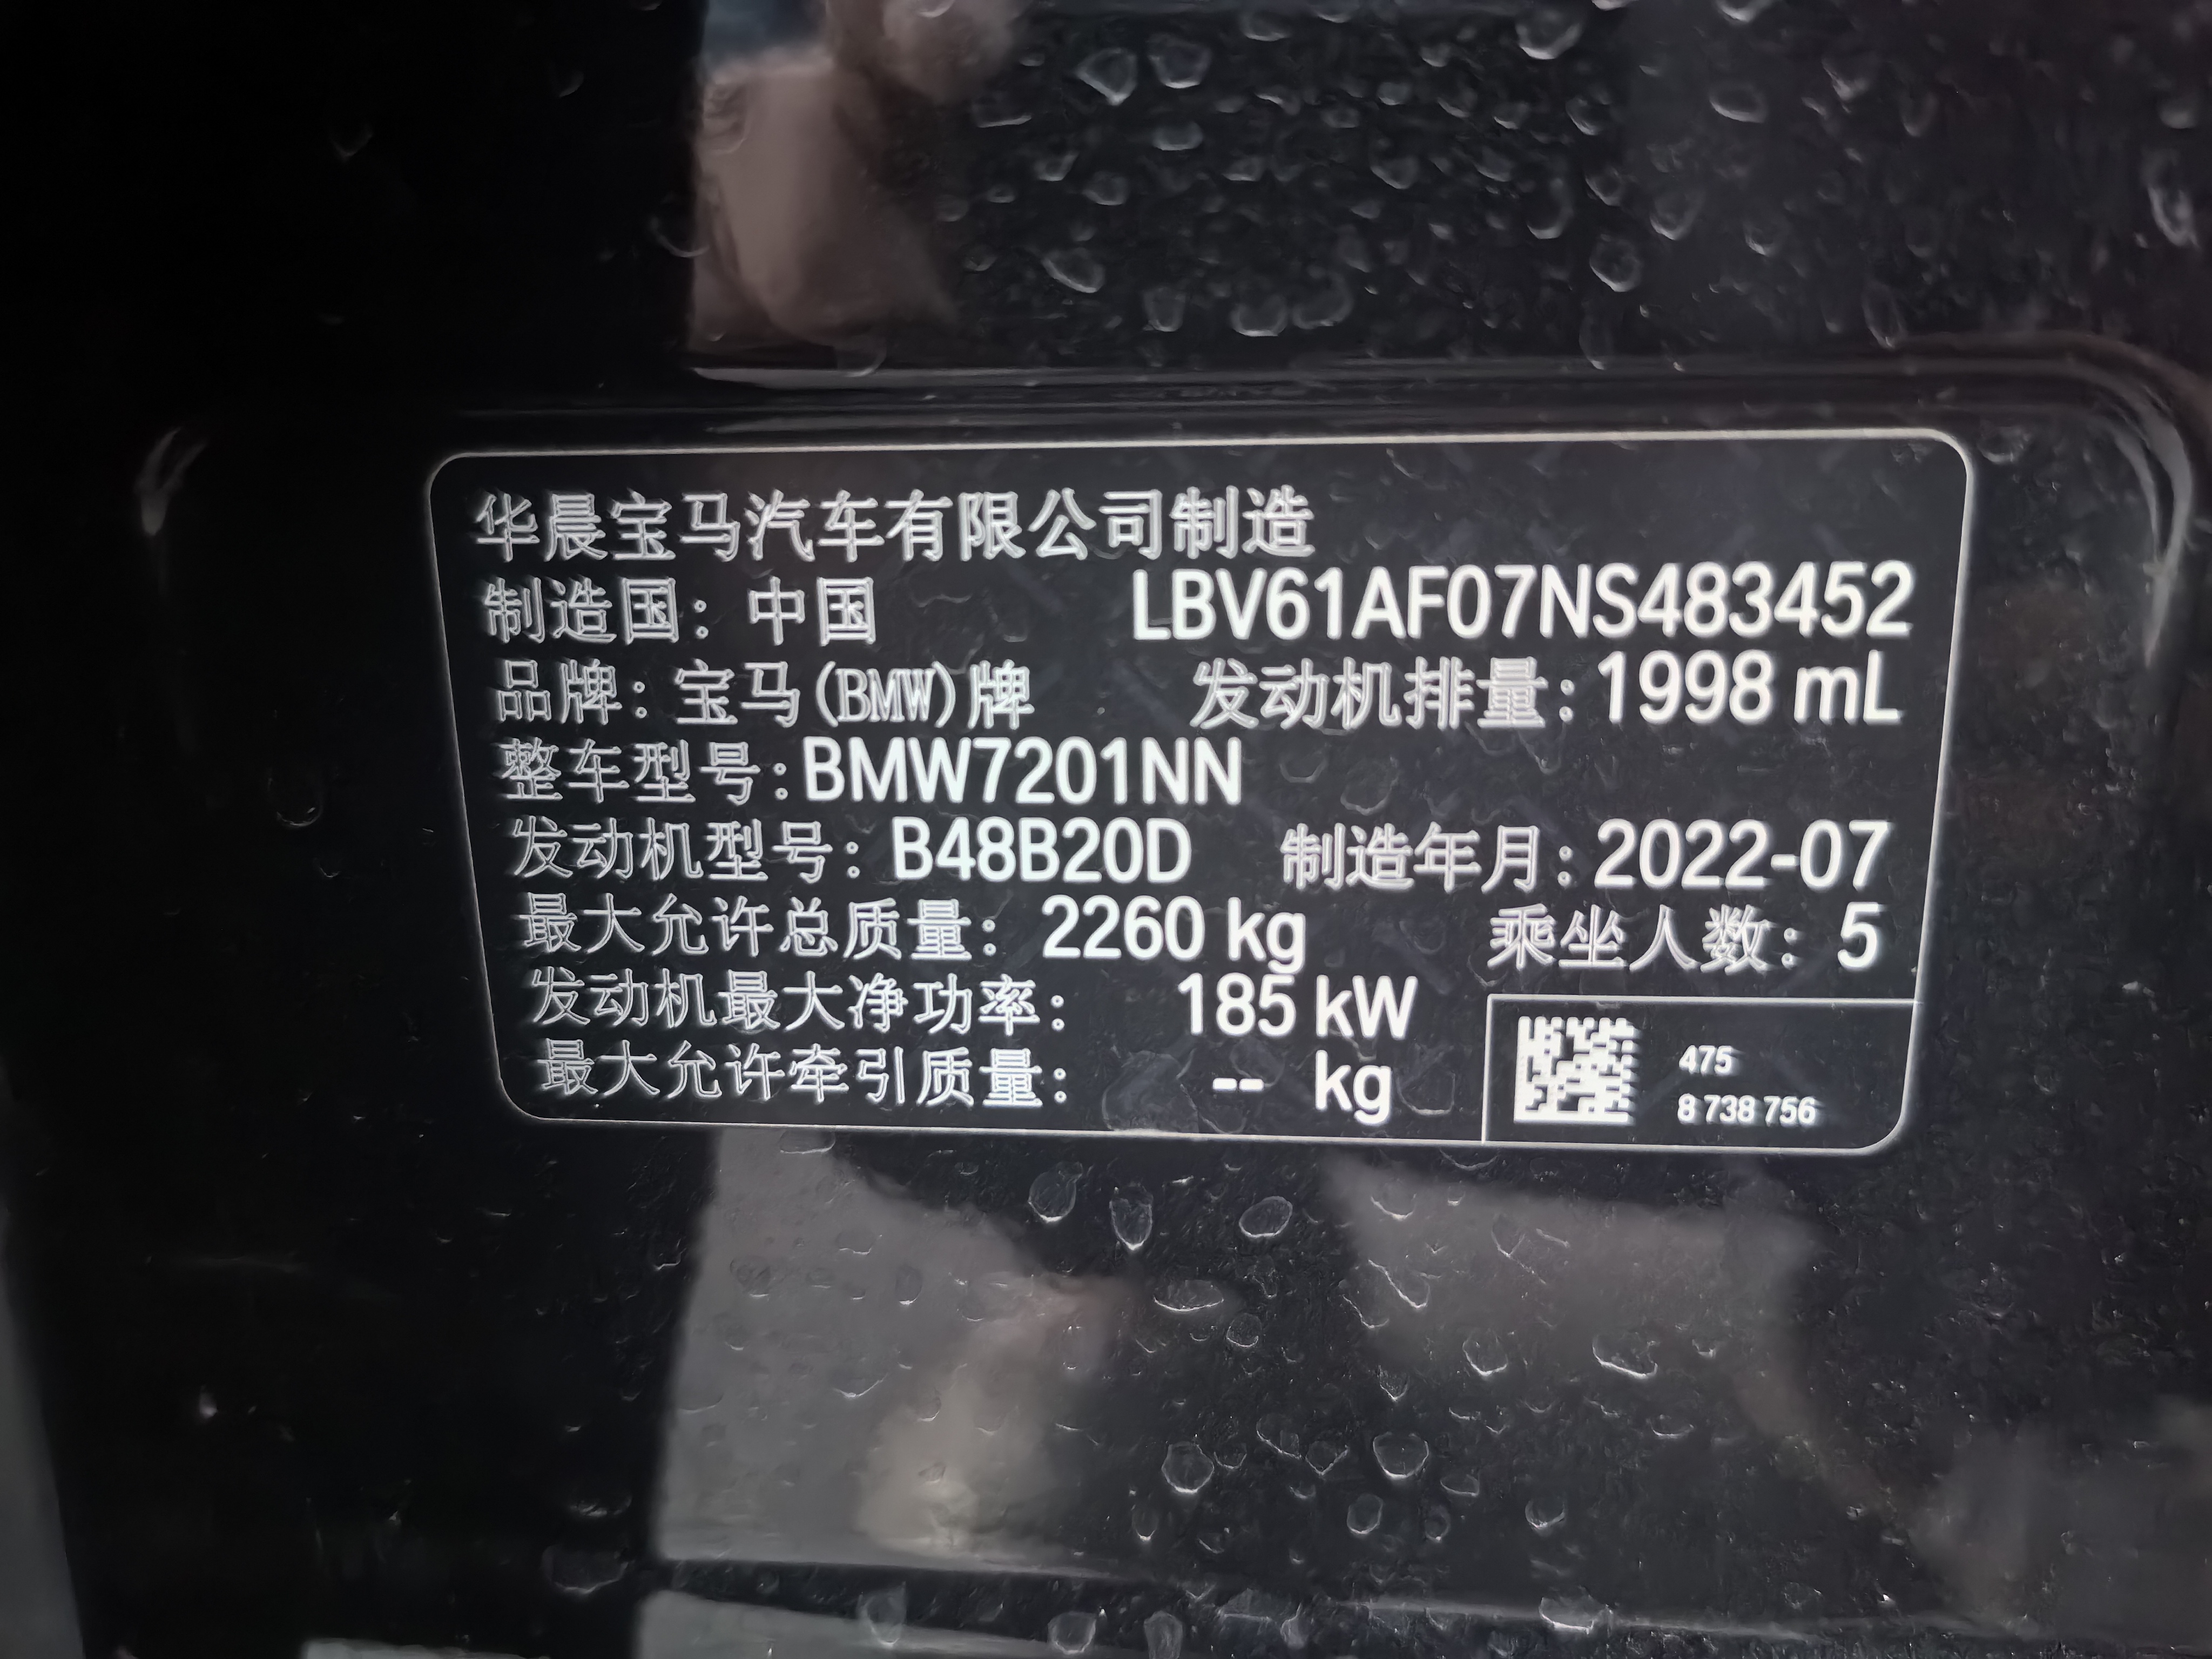 华晨宝马汽车有限公司制造
制造国：中国 LBV61AF07NS483452
品牌：宝马(BMW)牌 发动机排量：1998 mL
整车型号：BMW7201NN
发动机型号：B48B20D 制造年月：2022-07
最大允许总质量：2260 kg 乘坐人数：5
发动机最大净功率：185 kW
最大允许牵引质量：-- kg
475
8 738 756